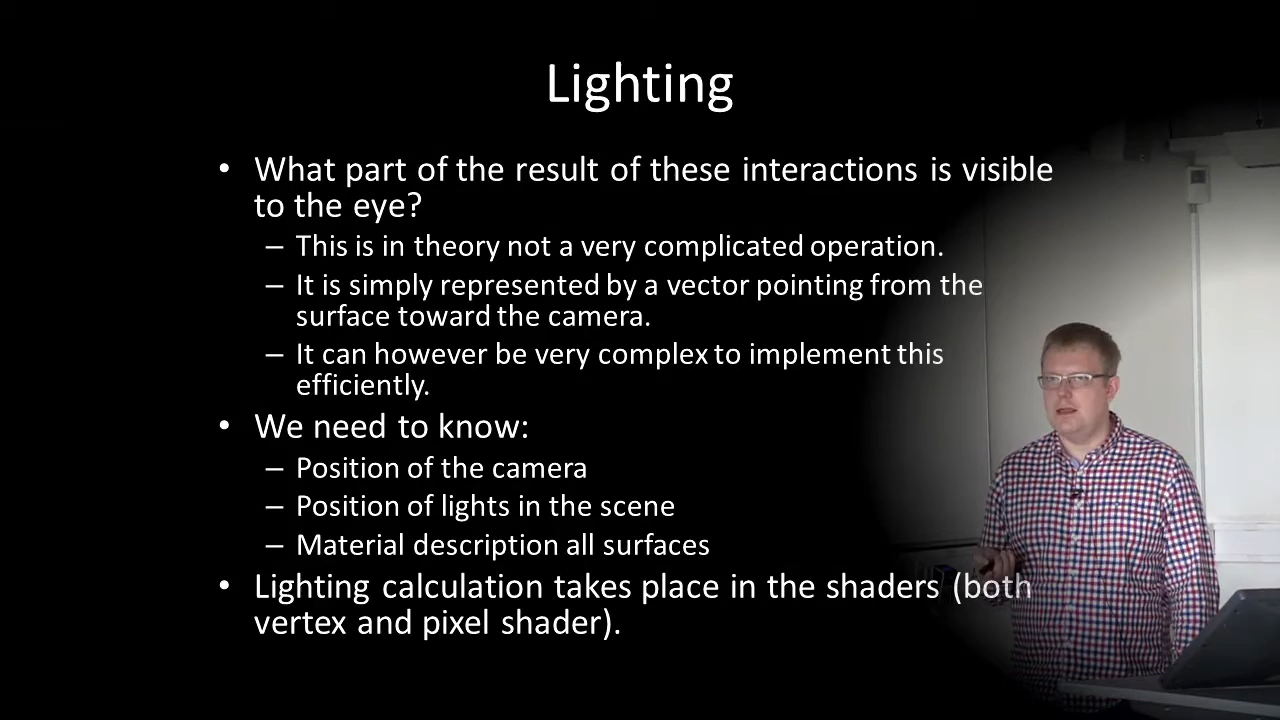 Lighting
• What part of the result of these interactions is visible
to the eye?
– This is in theory not a very complicated operation.
– It is simply represented by a vector pointing from the
surface toward the camera.
– It can however be very complex to implement this
efficiently.
• We need to know:
– Position of the camera
– Position of lights in the scene
– Material description all surfaces
• Lighting calculation takes place in the shaders (both
vertex and pixel shader).